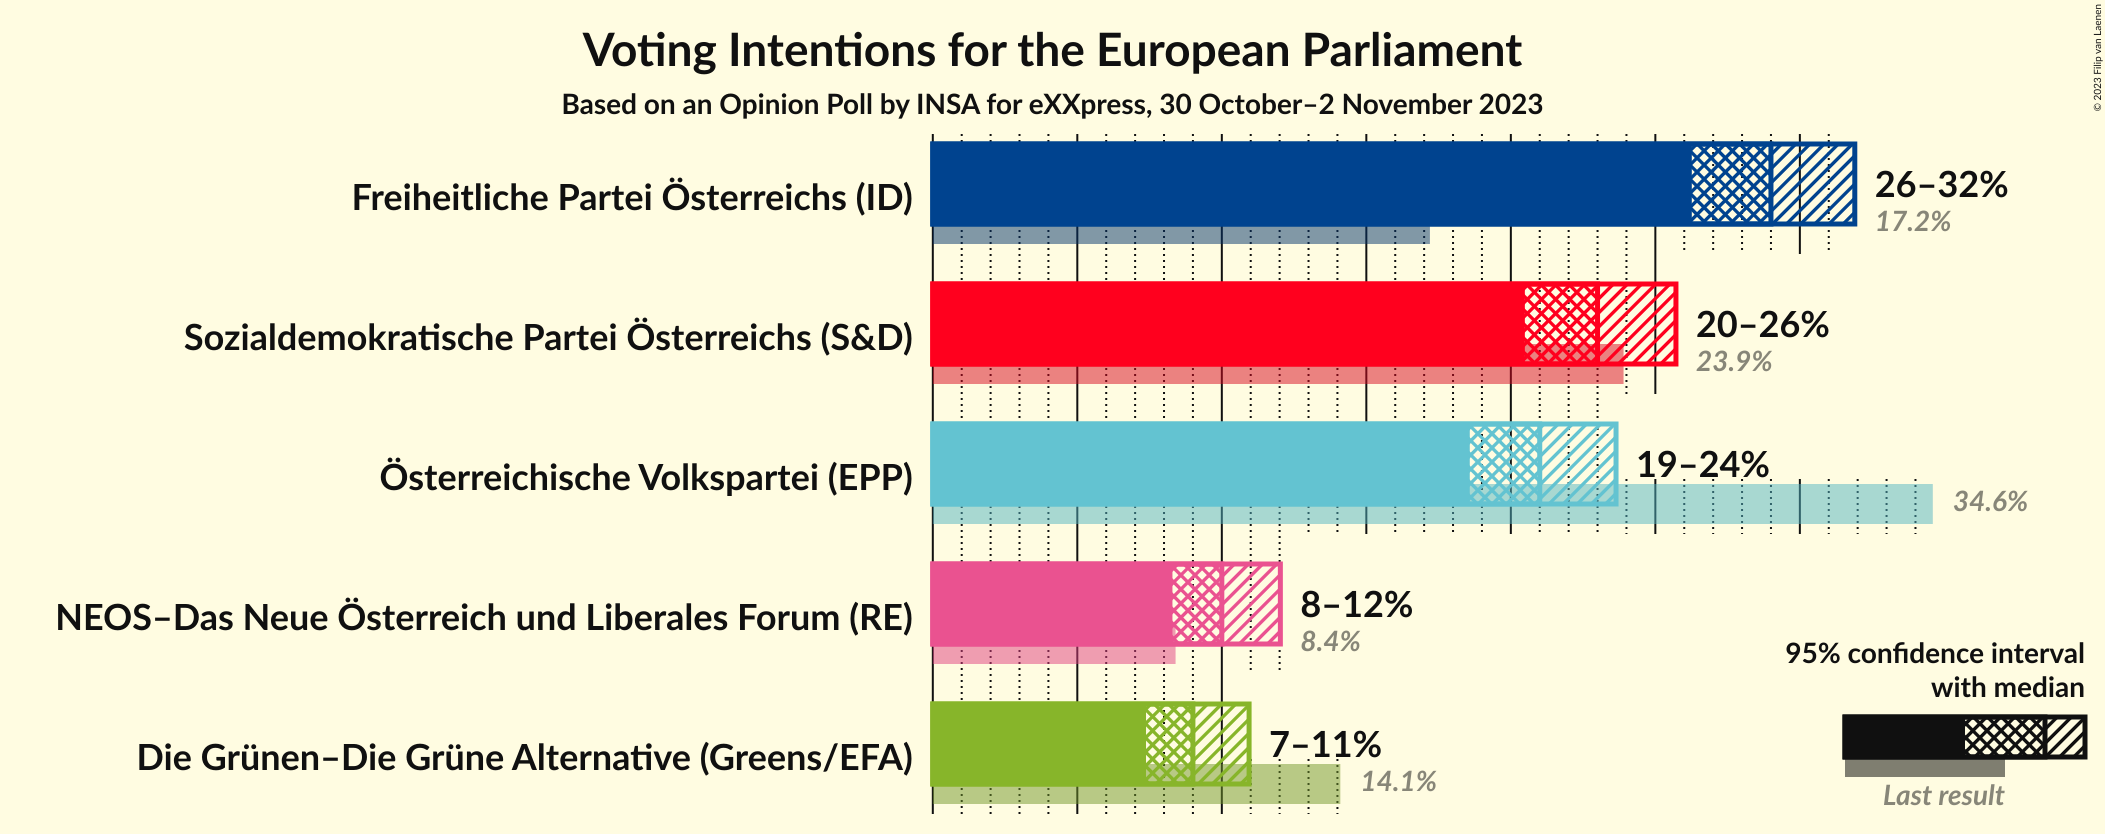 Voting Intentions for the European Parliament
Based on an Opinion Poll by INSA for eXXpress, 30 October–2 November 2023
© 2023 Filip van Laenen
Freiheitliche Partei Österreichs (ID)
26–32%
17.2%
Sozialdemokratische Partei Österreichs (S&D)
20–26%
23.9%
Österreichische Volkspartei (EPP)
19–24%
34.6%
NEOS–Das Neue Österreich und Liberales Forum (RE)
8–12%
8.4%
Die Grünen–Die Grüne Alternative (Greens/EFA)
7–11%
14.1%
95% confidence interval
with median
Last result